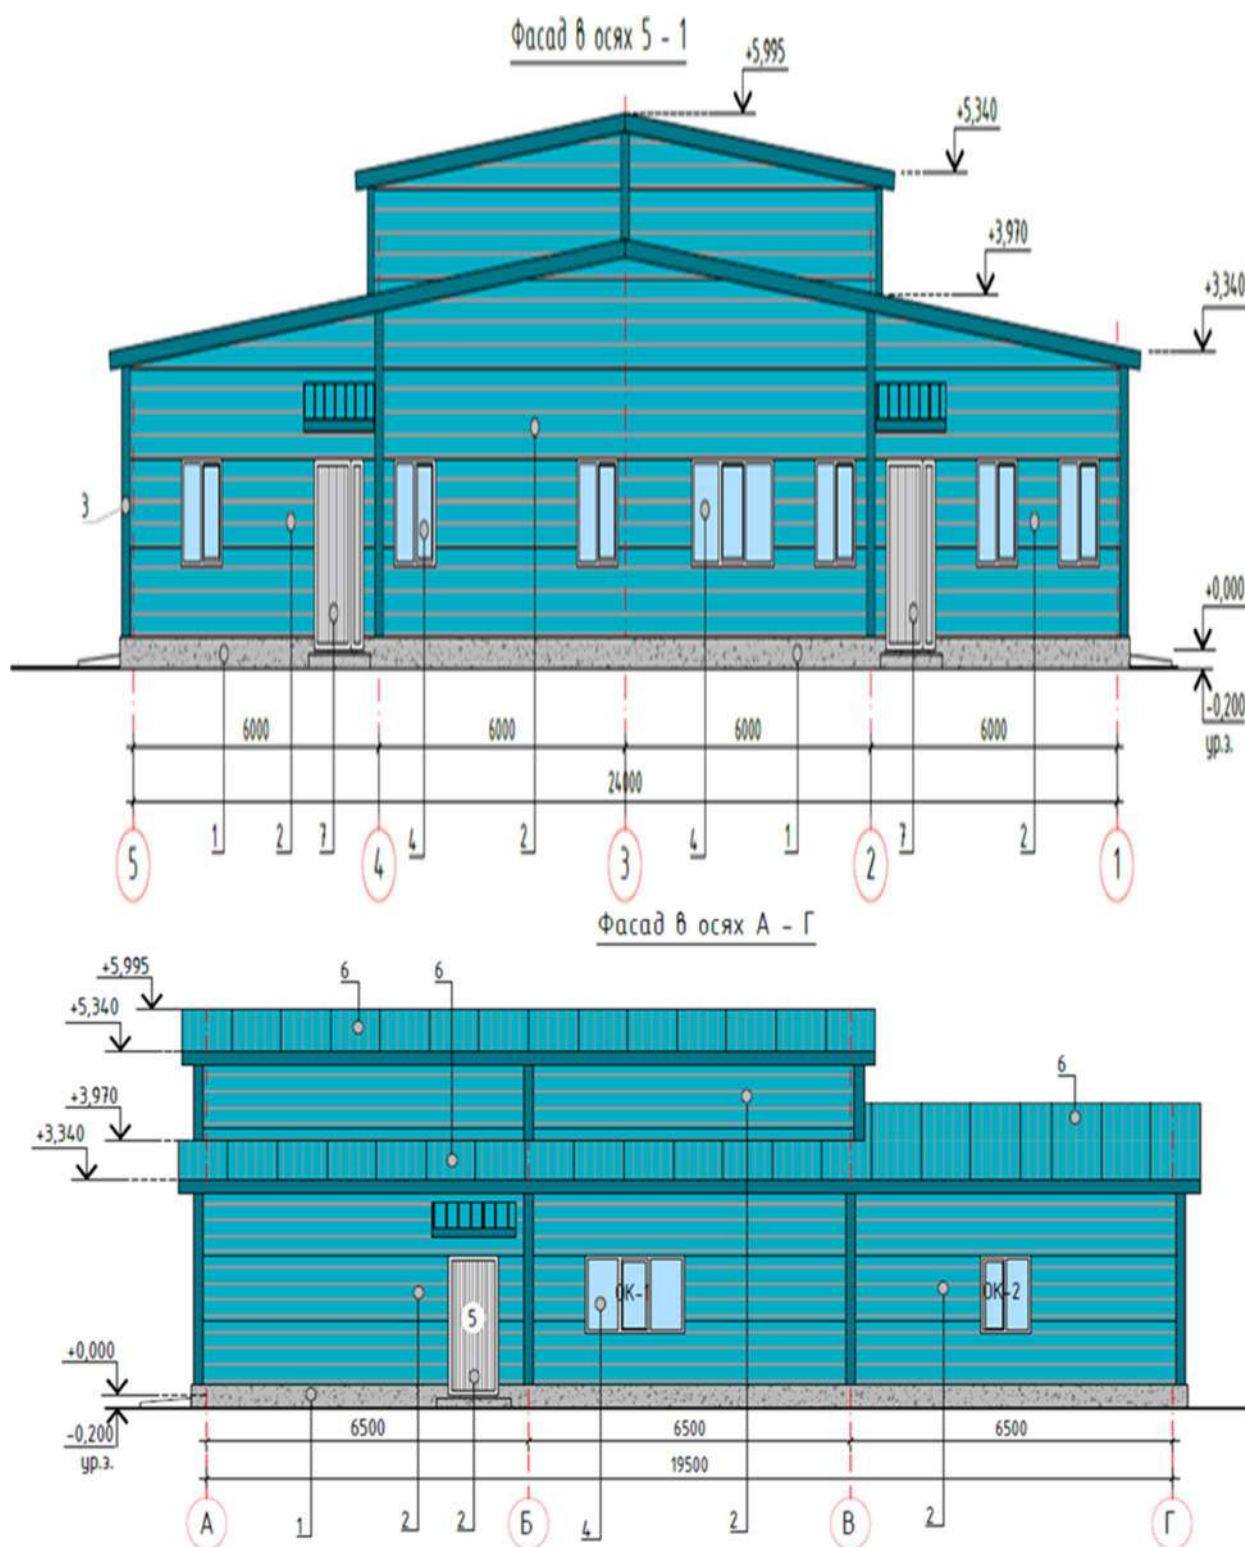 Фасад в осях 5 - 1
+5,995
+5,340
+3,970
+3,340
3
+0,000
-0,200
ур.з.
6000 6000 6000 6000
24000
1 2 7 4 2 4 1 7 2
5 4 3 2 1
Фасад в осях А - Г
+5,995 6 6
+5,340
6
+3,970
+3,340
ОК-1 ОК-2
5
+0,000
-0,200
ур.з.
6500 6500 6500
19500
1 2 2 4 2 2
А Б В Г